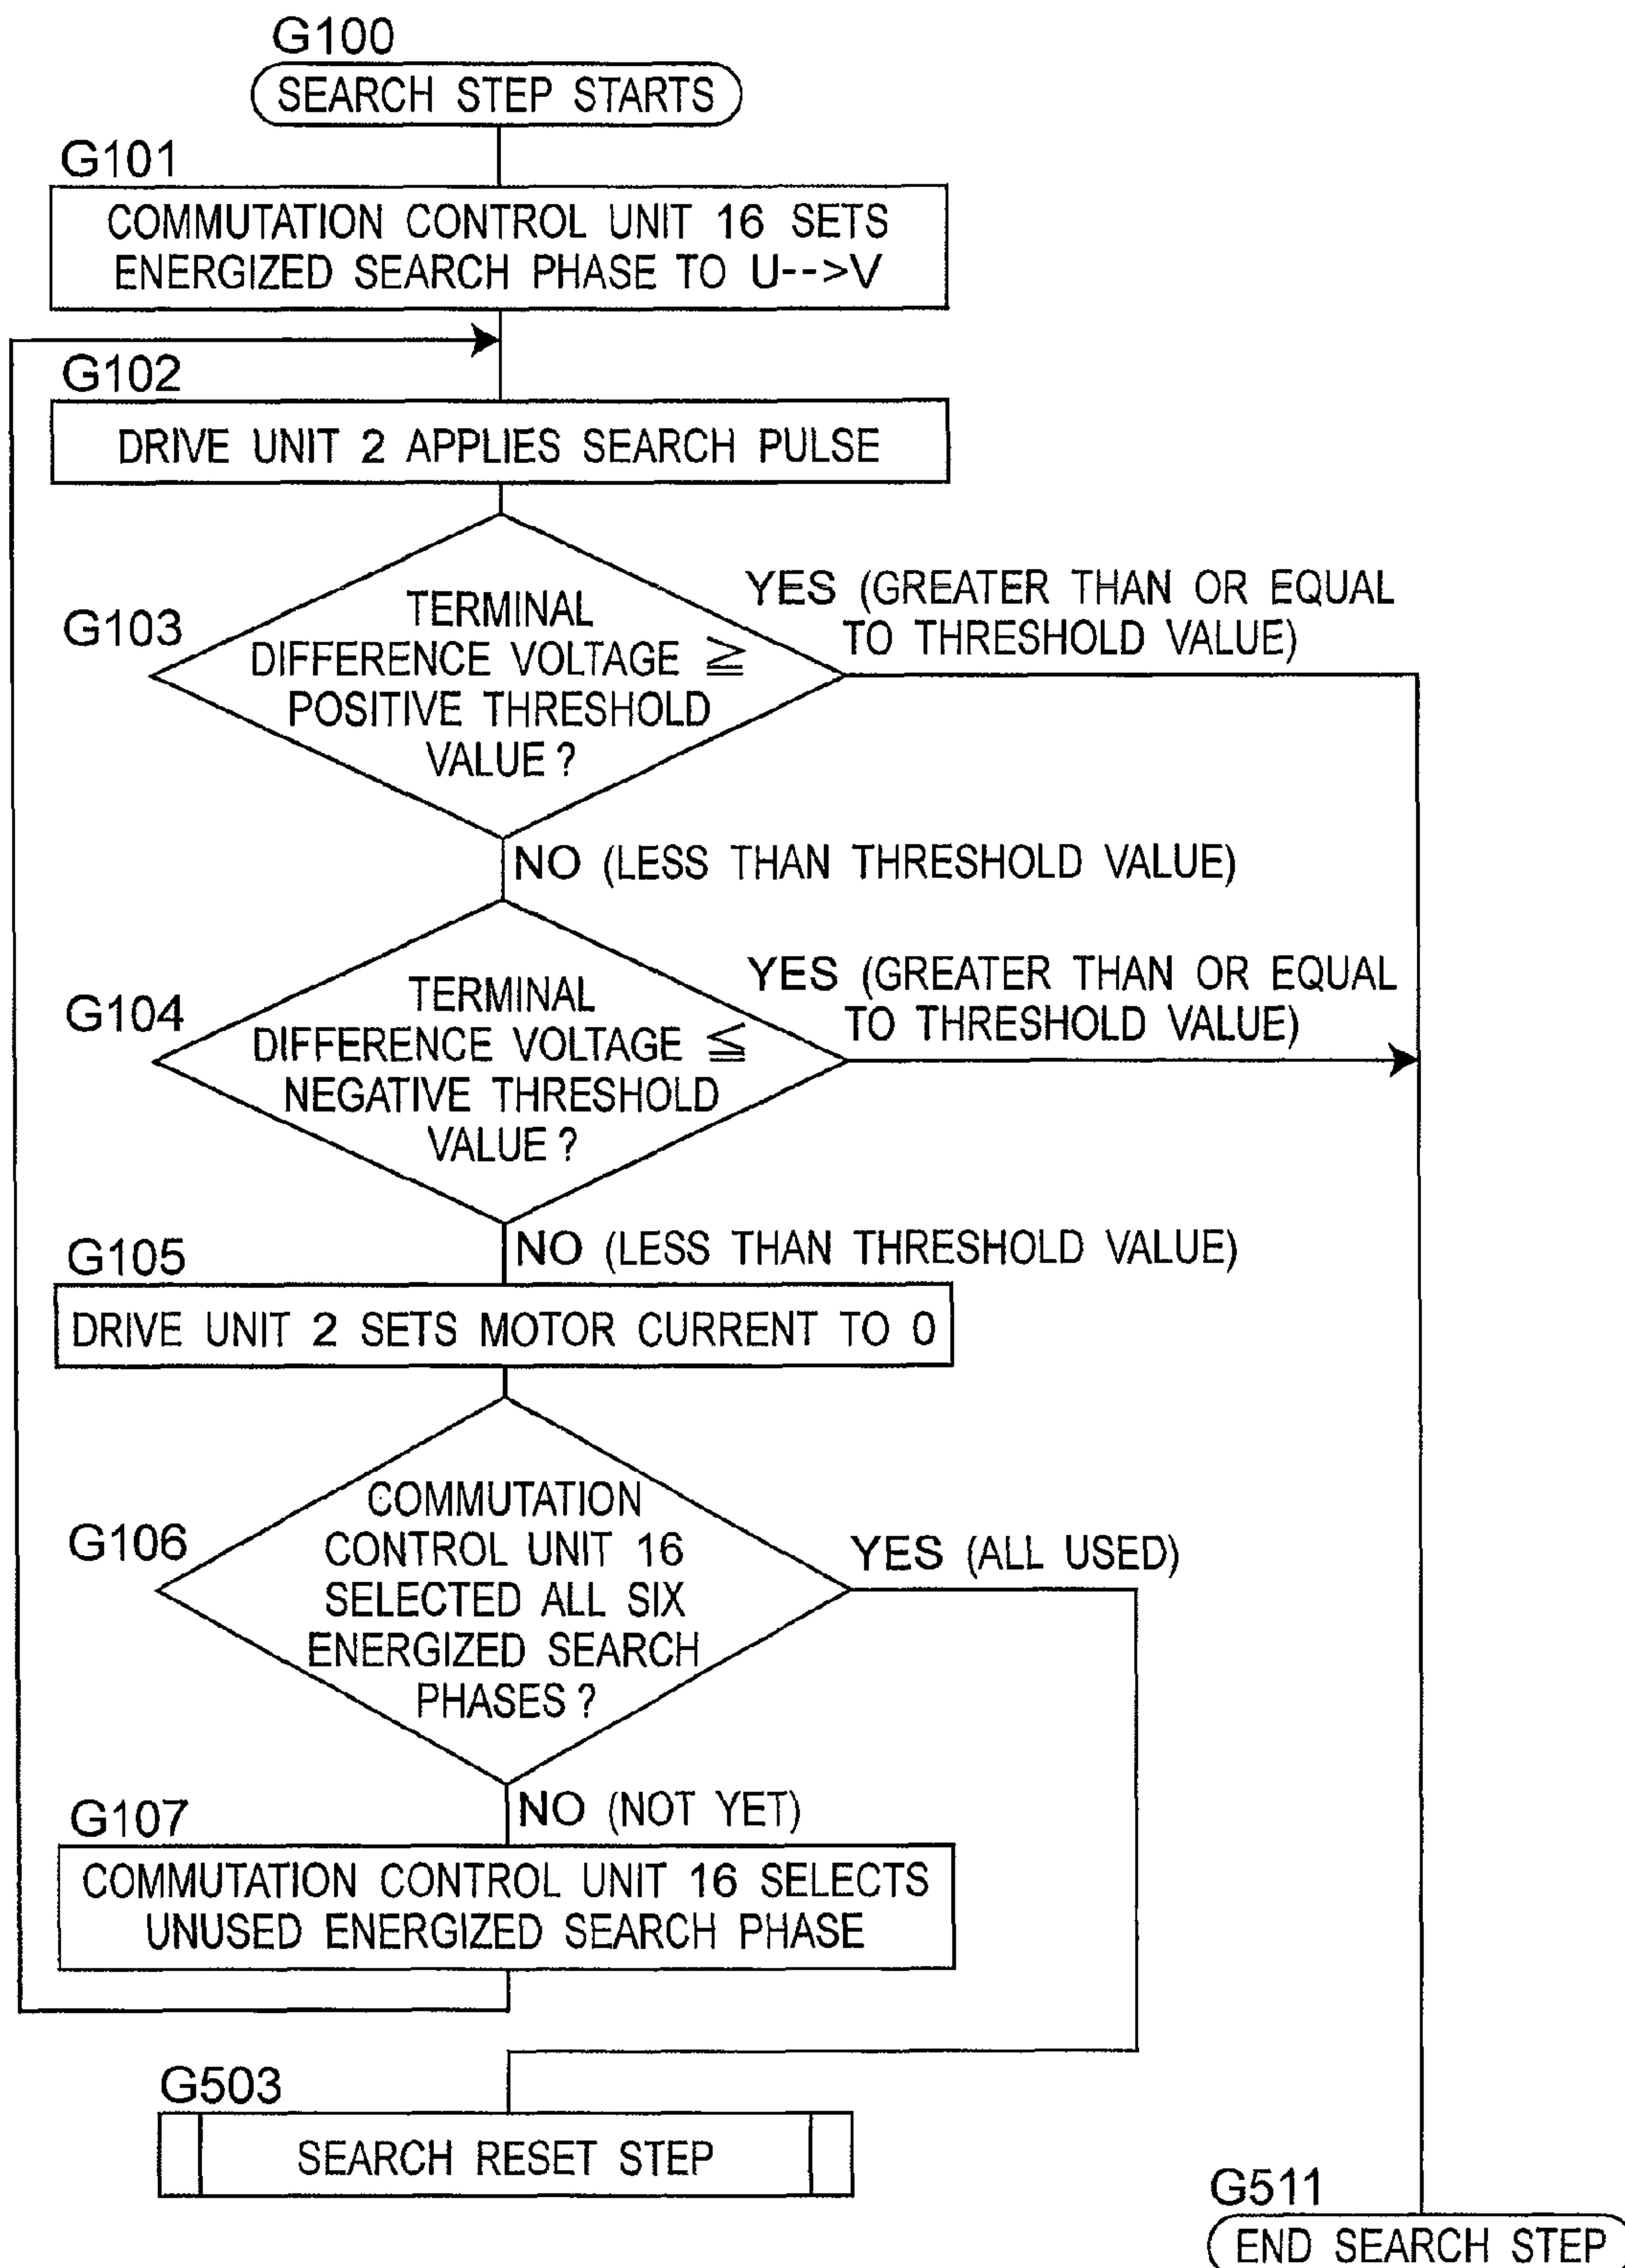 G100
SEARCH STEP STARTS
G101
COMMUTATION CONTROL UNIT 16 SETS
ENERGIZED SEARCH PHASE TO U-->V
G102
DRIVE UNIT 2 APPLIES SEARCH PULSE
G103
TERMINAL
DIFFERENCE VOLTAGE ≧
POSITIVE THRESHOLD
VALUE ?
YES (GREATER THAN OR EQUAL
TO THRESHOLD VALUE)
NO (LESS THAN THRESHOLD VALUE)
G104
TERMINAL
DIFFERENCE VOLTAGE ≦
NEGATIVE THRESHOLD
VALUE ?
YES (GREATER THAN OR EQUAL
TO THRESHOLD VALUE)
NO (LESS THAN THRESHOLD VALUE)
G105
DRIVE UNIT 2 SETS MOTOR CURRENT TO 0
G106
COMMUTATION
CONTROL UNIT 16
SELECTED ALL SIX
ENERGIZED SEARCH
PHASES ?
YES (ALL USED)
NO (NOT YET)
G107
COMMUTATION CONTROL UNIT 16 SELECTS
UNUSED ENERGIZED SEARCH PHASE
G503
SEARCH RESET STEP
G511
END SEARCH STEP